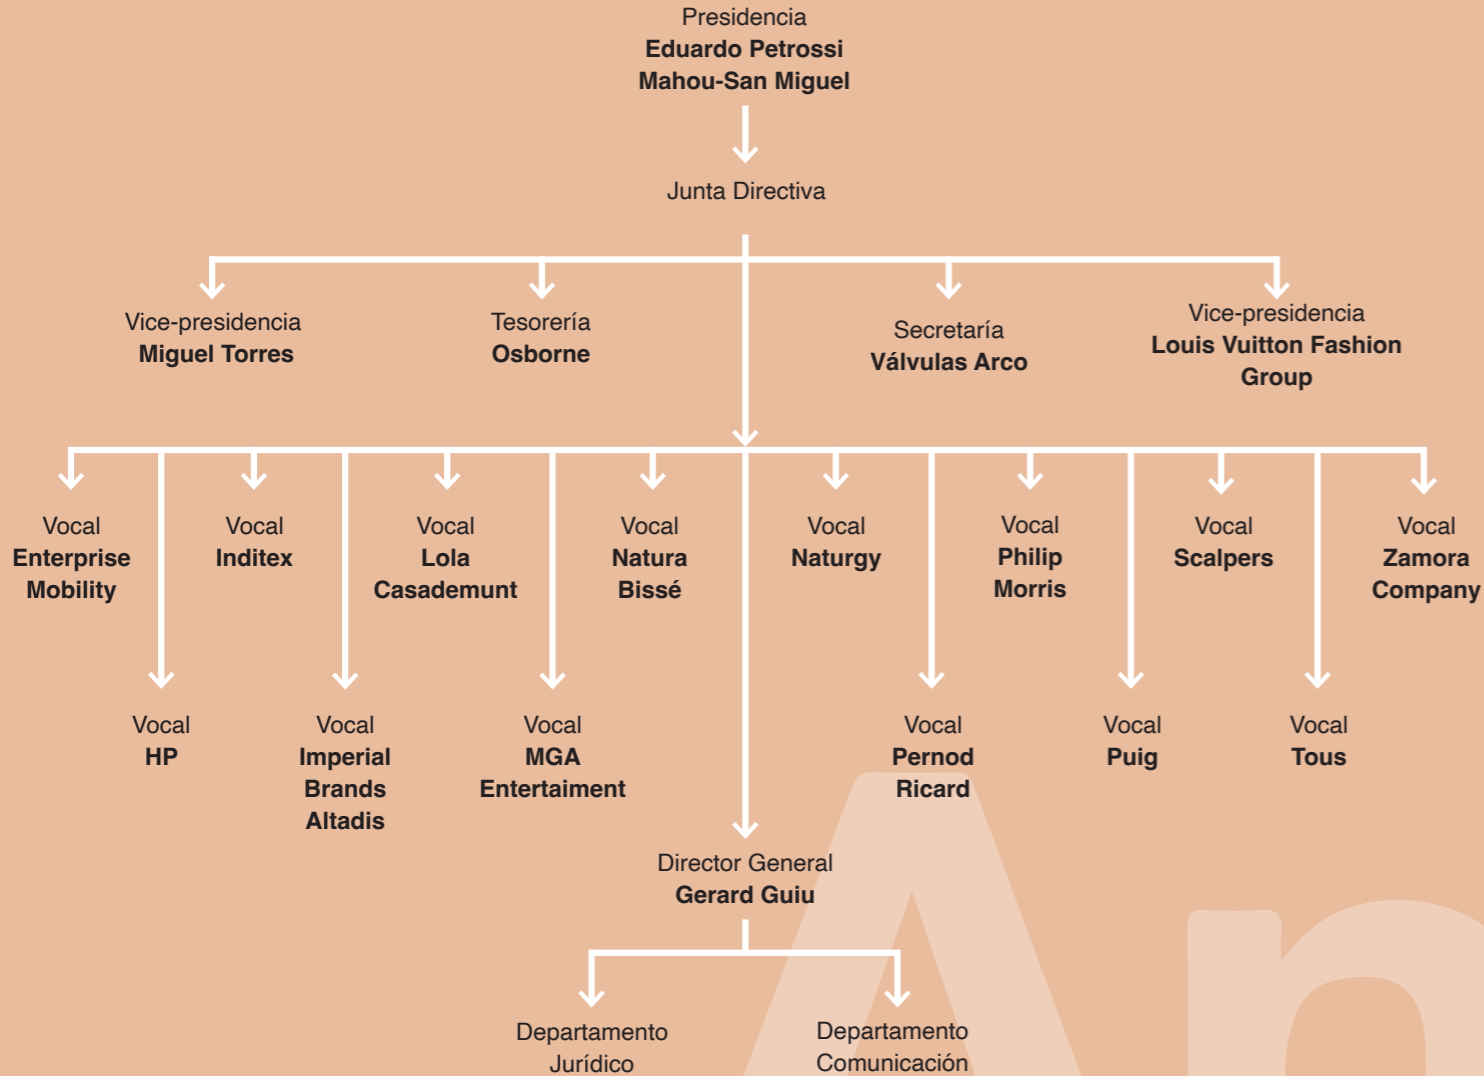 Presidencia
Eduardo Petrossi
Mahou-San Miguel
Junta Directiva
Vice-presidencia
Miguel Torres
Tesorería
Osborne
Secretaría
Válvulas Arco
Vice-presidencia
Louis Vuitton Fashion
Group
Vocal
Enterprise
Mobility
Vocal
Inditex
Vocal
Lola
Casademunt
Vocal
Natura
Bissé
Vocal
Naturgy
Vocal
Philip
Morris
Vocal
Scalpers
Vocal
Zamora
Company
Vocal
HP
Vocal
Imperial
Brands
Altadis
Vocal
MGA
Entertaiment
Vocal
Pernod
Ricard
Vocal
Puig
Vocal
Tous
Director General
Gerard Guiu
Departamento
Jurídico
Departamento
Comunicación
An